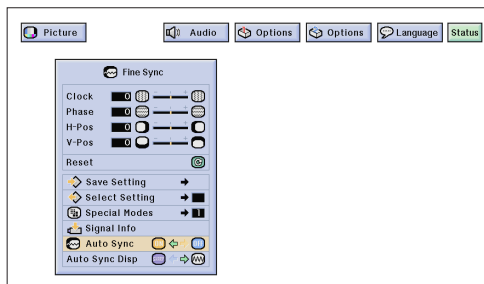 Picture Audio Options Options Language Status
Fine Sync
Clock 0
Phase 0
H-Pos 0
V-Pos 0
Reset
Save Setting
Select Setting
Special Modes 1
Signal Info
Auto Sync
Auto Sync Disp